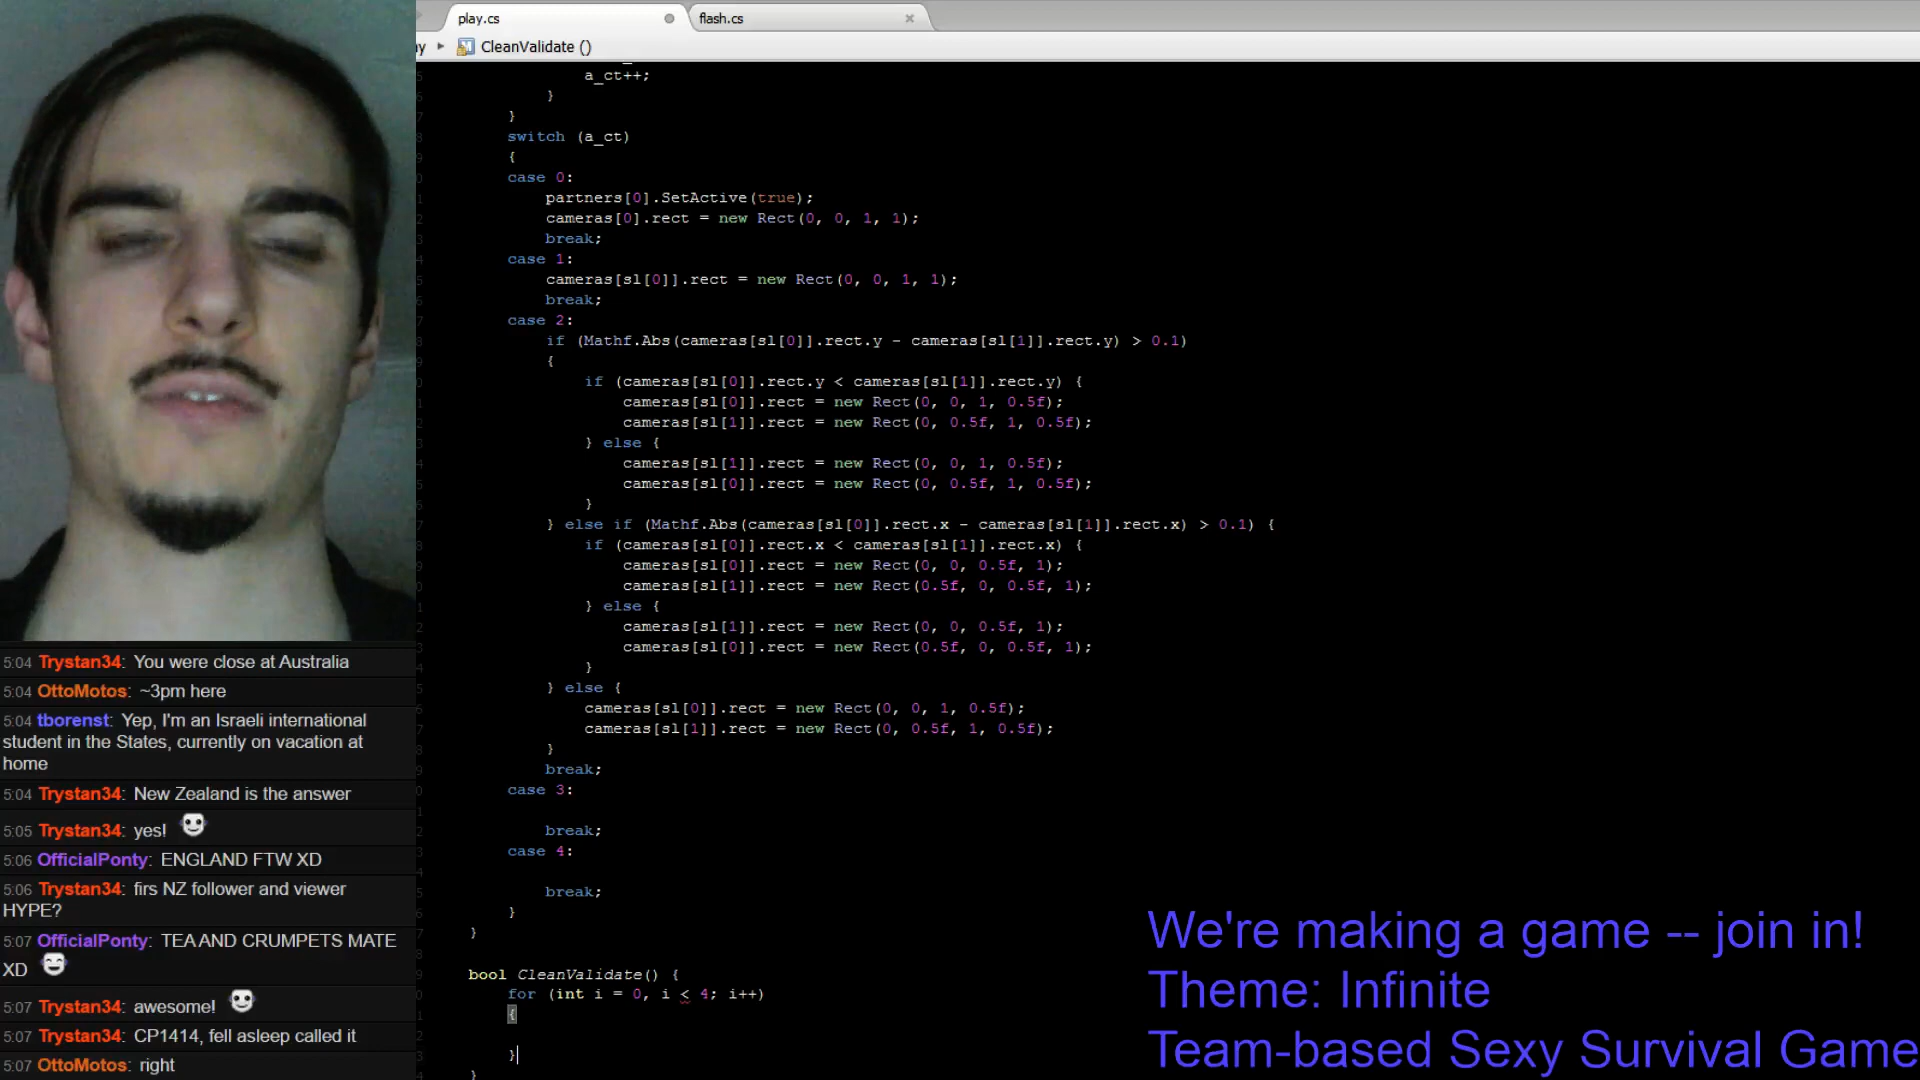 play.cs
flash.cs
CleanValidate ()
a_ct++;
}
}
switch (a_ct)
{
case 0:
partners[0].SetActive(true);
cameras[0].rect = new Rect(0, 0, 1, 1);
break;
case 1:
cameras[sl[0]].rect = new Rect(0, 0, 1, 1);
break;
case 2:
if (Mathf.Abs(cameras[sl[0]].rect.y - cameras[sl[1]].rect.y) > 0.1)
{
if (cameras[sl[0]].rect.y < cameras[sl[1]].rect.y) {
cameras[sl[0]].rect = new Rect(0, 0, 1, 0.5f);
cameras[sl[1]].rect = new Rect(0, 0.5f, 1, 0.5f);
} else {
cameras[sl[1]].rect = new Rect(0, 0, 1, 0.5f);
cameras[sl[0]].rect = new Rect(0, 0.5f, 1, 0.5f);
}
} else if (Mathf.Abs(cameras[sl[0]].rect.x - cameras[sl[1]].rect.x) > 0.1) {
if (cameras[sl[0]].rect.x < cameras[sl[1]].rect.x) {
cameras[sl[0]].rect = new Rect(0, 0, 0.5f, 1);
cameras[sl[1]].rect = new Rect(0.5f, 0, 0.5f, 1);
} else {
cameras[sl[1]].rect = new Rect(0, 0, 0.5f, 1);
cameras[sl[0]].rect = new Rect(0.5f, 0, 0.5f, 1);
}
} else {
cameras[sl[0]].rect = new Rect(0, 0, 1, 0.5f);
cameras[sl[1]].rect = new Rect(0, 0.5f, 1, 0.5f);
}
break;
case 3:
break;
case 4:
break;
}
}
bool CleanValidate() {
for (int i = 0, i < 4; i++)
{
}
}
5:04 Trystan34: You were close at Australia
5:04 OttoMotos: ~3pm here
5:04 tborenst: Yep, I'm an Israeli international
student in the States, currently on vacation at
home
5:04 Trystan34: New Zealand is the answer
5:05 Trystan34: yes!
5:06 OfficialPonty: ENGLAND FTW XD
5:06 Trystan34: firs NZ follower and viewer
HYPE?
5:07 OfficialPonty: TEA AND CRUMPETS MATE
XD
5:07 Trystan34: awesome!
5:07 Trystan34: CP1414, fell asleep called it
5:07 OttoMotos: right
We're making a game -- join in!
Theme: Infinite
Team-based Sexy Survival Game